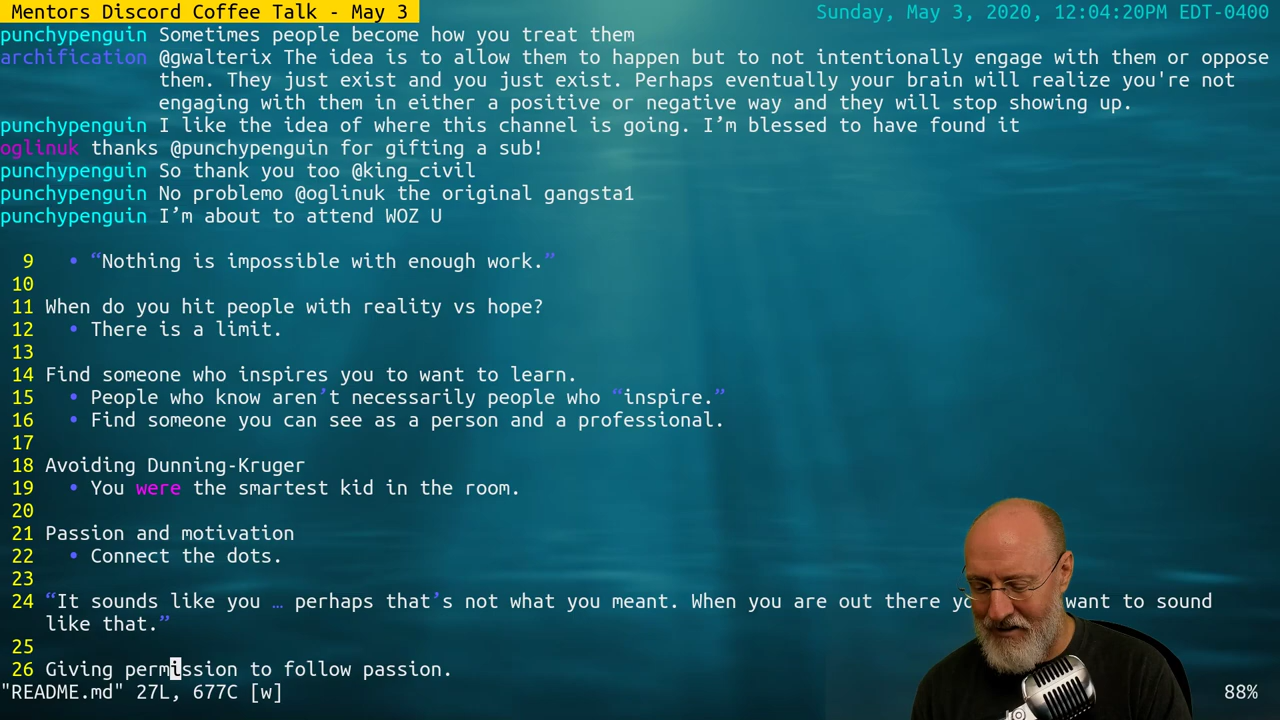 Mentors Discord Coffee Talk - May 3
Sunday, May 3, 2020, 12:04:20PM EDT-0400
punchypenguin Sometimes people become how you treat them
archification @gwalterix The idea is to allow them to happen but to not intentionally engage with them or oppose
them. They just exist and you just exist. Perhaps eventually your brain will realize you're not
engaging with them in either a positive or negative way and they will stop showing up.
punchypenguin I like the idea of where this channel is going. I’m blessed to have found it
oglinuk thanks @punchypenguin for gifting a sub!
punchypenguin So thank you too @king_civil
punchypenguin No problemo @oglinuk the original gangsta1
punchypenguin I’m about to attend WOZ U
9 • “Nothing is impossible with enough work.”
10
11 When do you hit people with reality vs hope?
12 • There is a limit.
13
14 Find someone who inspires you to want to learn.
15 • People who know aren’t necessarily people who “inspire.”
16 • Find someone you can see as a person and a professional.
17
18 Avoiding Dunning-Kruger
19 • You were the smartest kid in the room.
20
21 Passion and motivation
22 • Connect the dots.
23
24 “It sounds like you … perhaps that’s not what you meant. When you are out there want to sound
like that.”
25
26 Giving permission to follow passion.
"README.md" 27L, 677C [w]
88%